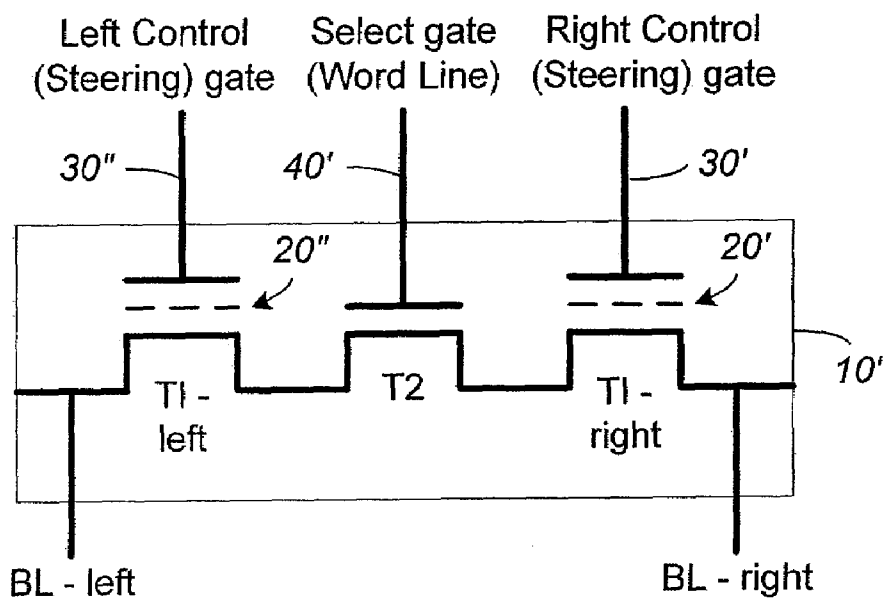 Left Control
(Steering) gate
Select gate
(Word Line)
Right Control
(Steering) gate
30"
40'
30'
20"
20'
10'
TI -
left
T2
TI -
right
BL - left
BL - right